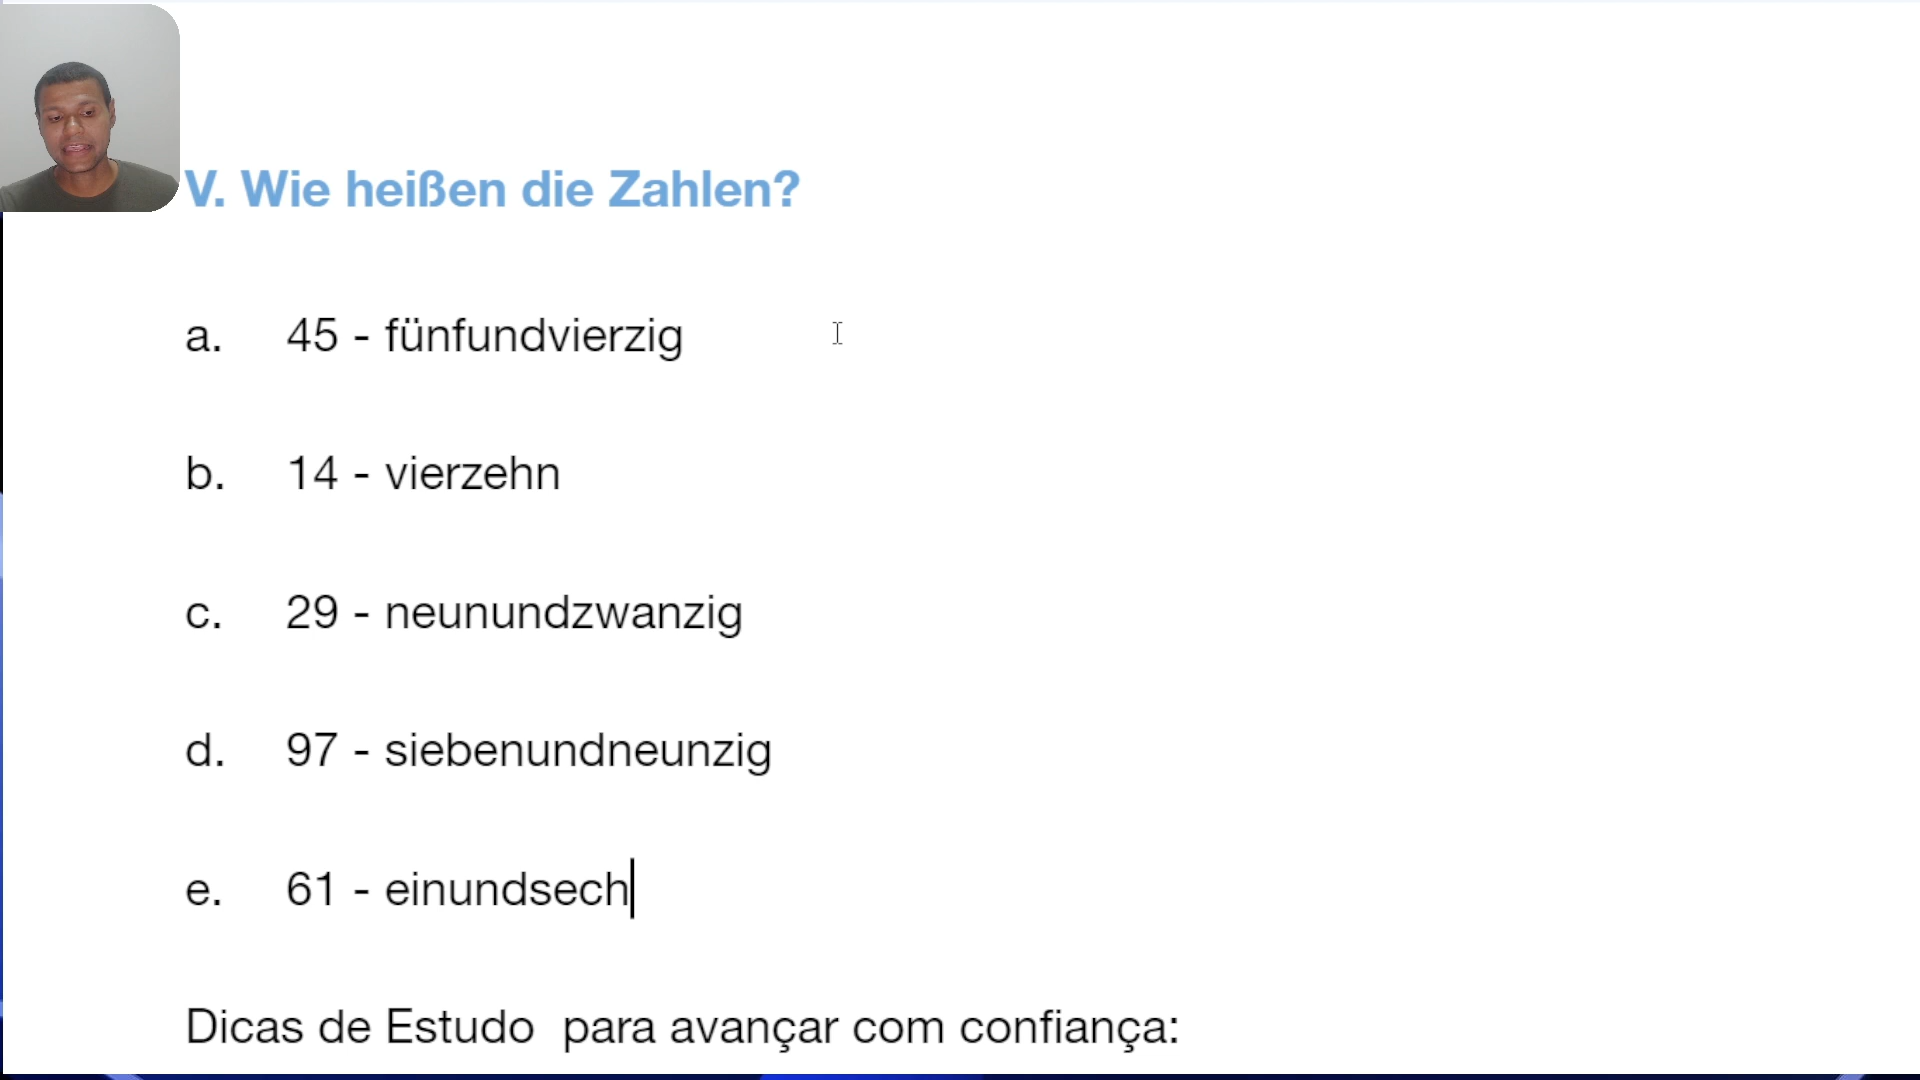 V. Wie heißen die Zahlen?
a. 45 - fünfundvierzig
b. 14 - vierzehn
c. 29 - neunundzwanzig
d. 97 - siebenundneunzig
e. 61 - einundsech
Dicas de Estudo  para avançar com confiança: